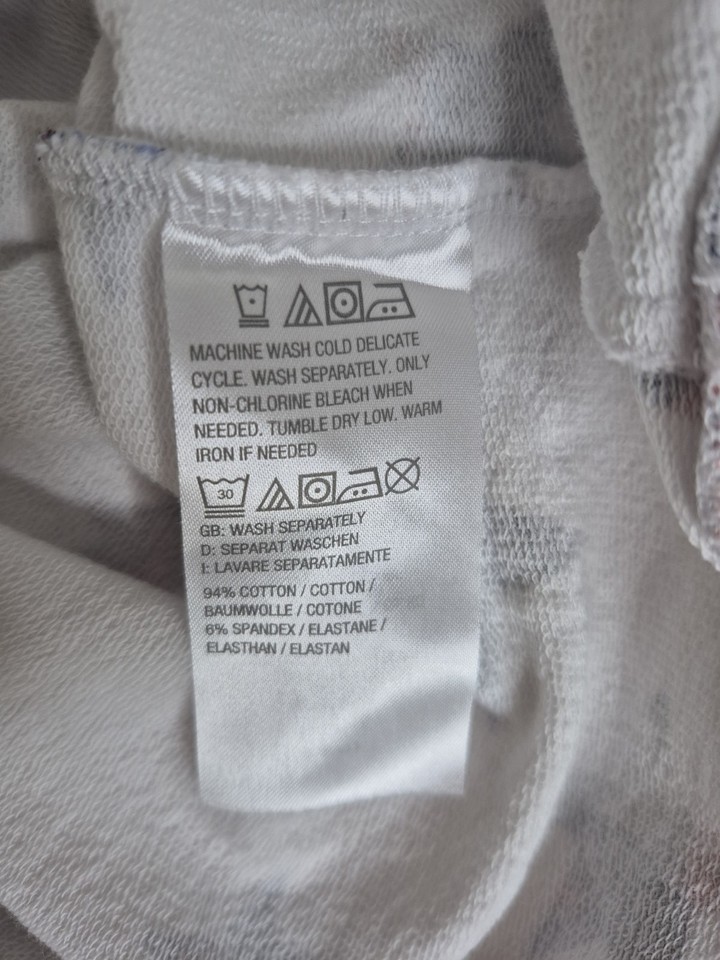 MACHINE WASH COLD DELICATE
CYCLE. WASH SEPARATELY. ONLY
NON-CHLORINE BLEACH WHEN
NEEDED. TUMBLE DRY LOW. WARM
IRON IF NEEDED
30
GB: WASH SEPARATELY
D: SEPARAT WASCHEN
I: LAVARE SEPARATAMENTE
94% COTTON / COTTON /
BAUMWOLLE / COTONE
6% SPANDEX / ELASTANE /
ELASTHAN / ELASTAN